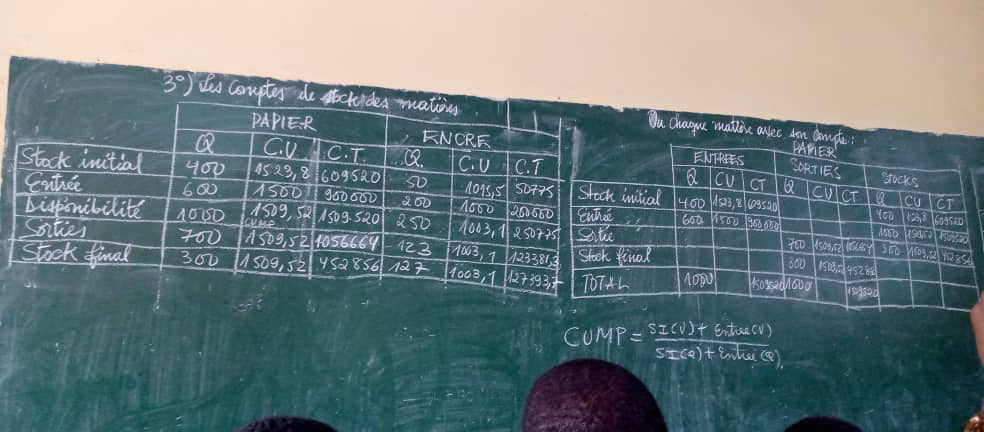 3°) Les comptes de stock des matières
PAPIER ENCRE
Q C.U C.T. Q C.U C.T
Stock initial 400 1523,8 609520 50 1015,5 50775
Entrée 600 1500 900000 200 1000 200000
Disponibilité 1000 1509,52 1509520 250 1003,1 250775
CUMP
Sorties 700 1509,52 1056664 123 1003,1 123381,3
Stock final 300 1509,52 452856 127 1003,1 127393,7
Ou chaque matière avec son compte :
PAPIER
ENTREES SORTIES STOCKS
Q CU CT Q CU CT Q CU CT
Stock initial 400 1523,8 609520 400 1523,8 609520
Entrée 600 1500 900000 1000 1509,52 1509520
Sortie 700 1509,52 1056664 300 1509,52 452856
Stock final 300 1509,52
TOTAL 1000 1509520 1000 1509520
CUMP = SI(V) + Entrée(V)
SI(Q) + Entrée (Q)